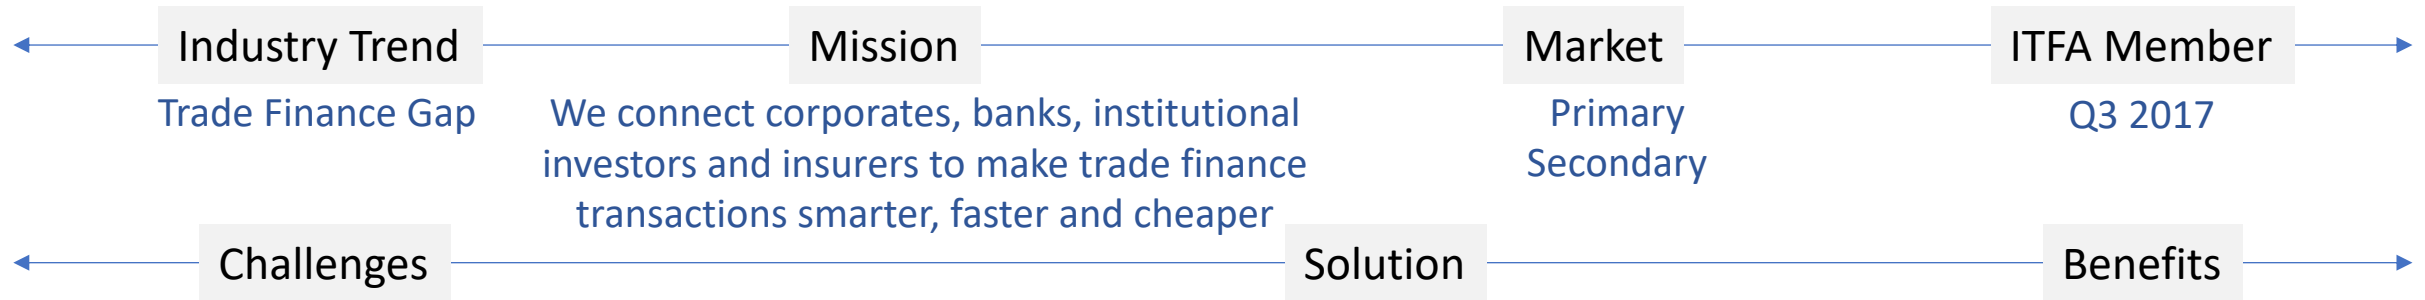 Industry Trend
Mission
Market
ITFA Member
Trade Finance Gap
We connect corporates, banks, institutional
investors and insurers to make trade finance
transactions smarter, faster and cheaper
Primary
Secondary
Q3 2017
Challenges
Solution
Benefits